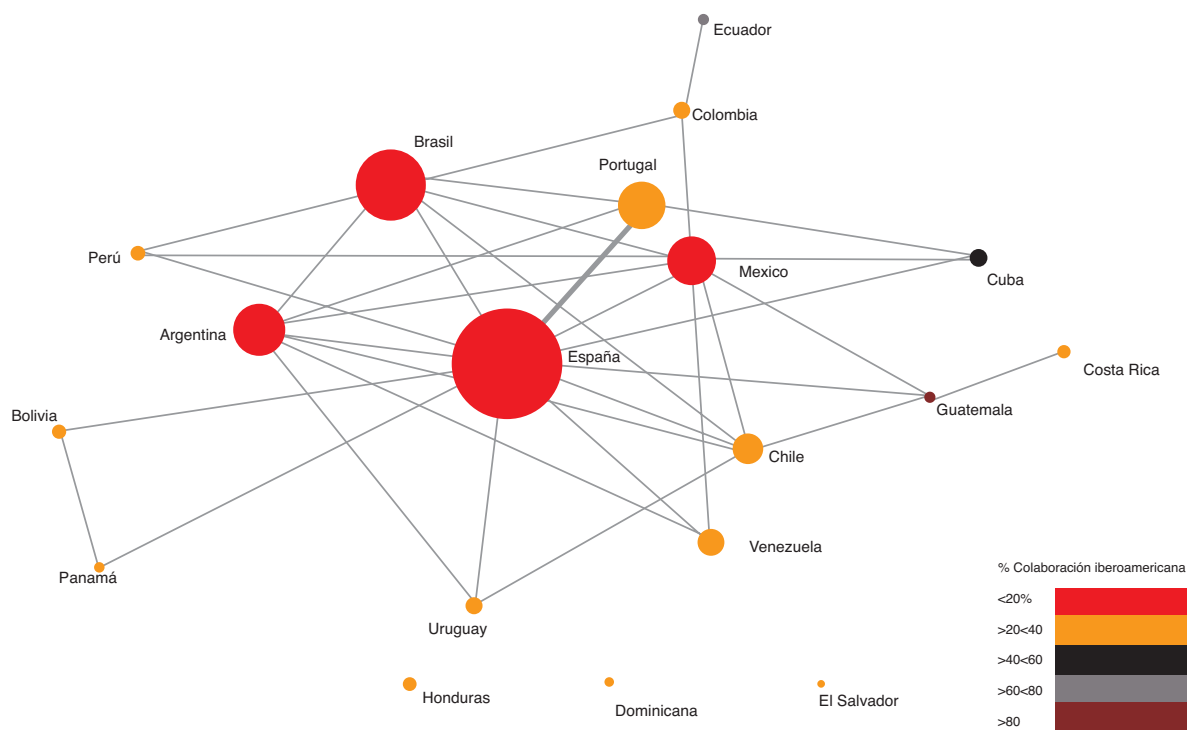 Ecuador
Colombia
Brasil
Portugal
Perú
Mexico
Cuba
Argentina
España
Costa Rica
Bolivia
Guatemala
Chile
Venezuela
Panamá
Uruguay
Honduras
Dominicana
El Salvador
% Colaboración iberoamericana
<20%
>20<40
>40<60
>60<80
>80